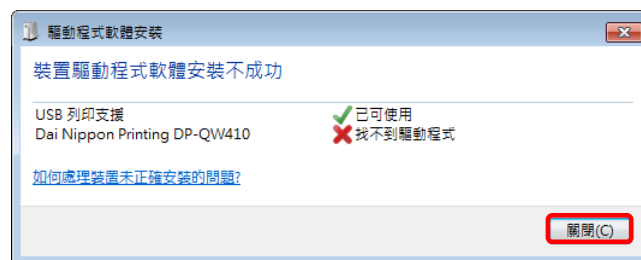 驅動程式軟體安裝
裝置驅動程式軟體安裝不成功
USB 列印支援 已可使用
Dai Nippon Printing DP-QW410 找不到驅動程式
如何處理裝置未正確安裝的問題?
關閉(C)